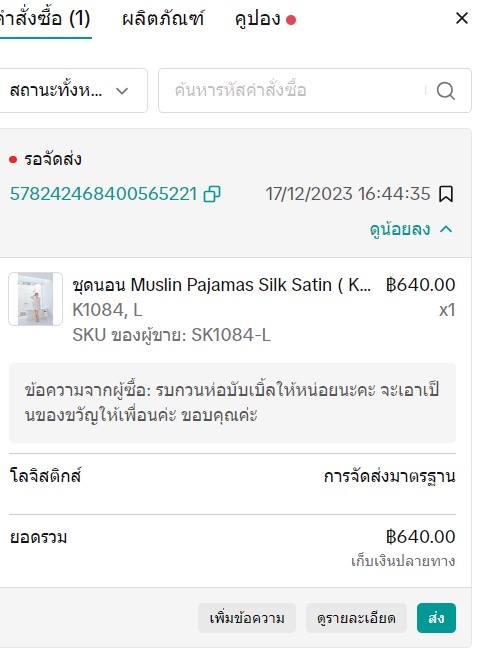 คำสั่งซื้อ (1) ผลิตภัณฑ์ คูปอง
สถานะทั้งห... ค้นหารหัสคำสั่งซื้อ
รอจัดส่ง
578242468400565221 17/12/2023 16:44:35
ดูน้อยลง
ชุดนอน Muslin Pajamas Silk Satin ( K... ฿640.00
K1084, L x1
SKU ของผู้ขาย: SK1084-L
ข้อความจากผู้ซื้อ: รบกวนห่อบับเบิ้ลให้หน่อยนะคะ จะเอาเป็
นของขวัญให้เพื่อนค่ะ ขอบคุณค่ะ
โลจิสติกส์ การจัดส่งมาตรฐาน
ยอดรวม ฿640.00
เก็บเงินปลายทาง
เพิ่มข้อความ ดูรายละเอียด ส่ง